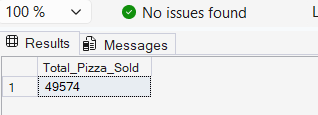 100 % No issues found L
Results Messages
Total_Pizza_Sold
1 49574